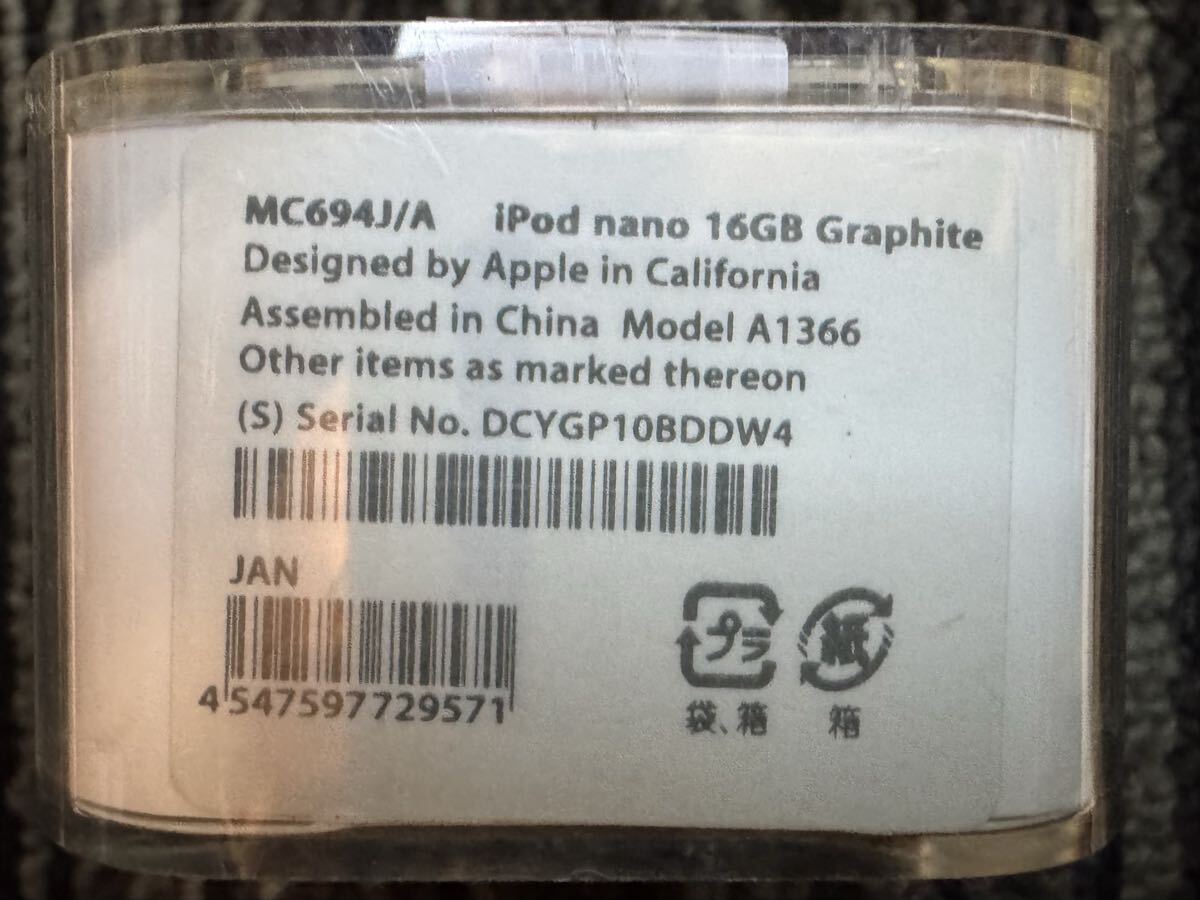 MC694J/A iPod nano 16GB Graphite
Designed by Apple in California
Assembled in China Model A1366
Other items as marked thereon
(S) Serial No. DCYGP10BDDW4
JAN
4547597729571
プラ 紙
袋、箱 箱